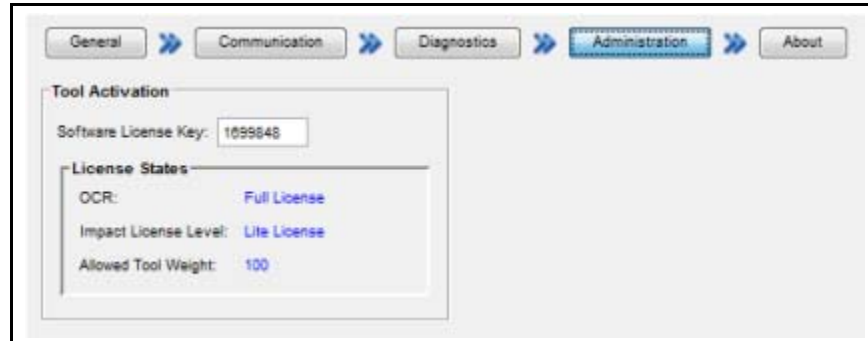 General Communication Diagnostics Administration About
Tool Activation
Software License Key: 1699848
License States
OCR: Full License
Impact License Level: Lite License
Allowed Tool Weight: 100